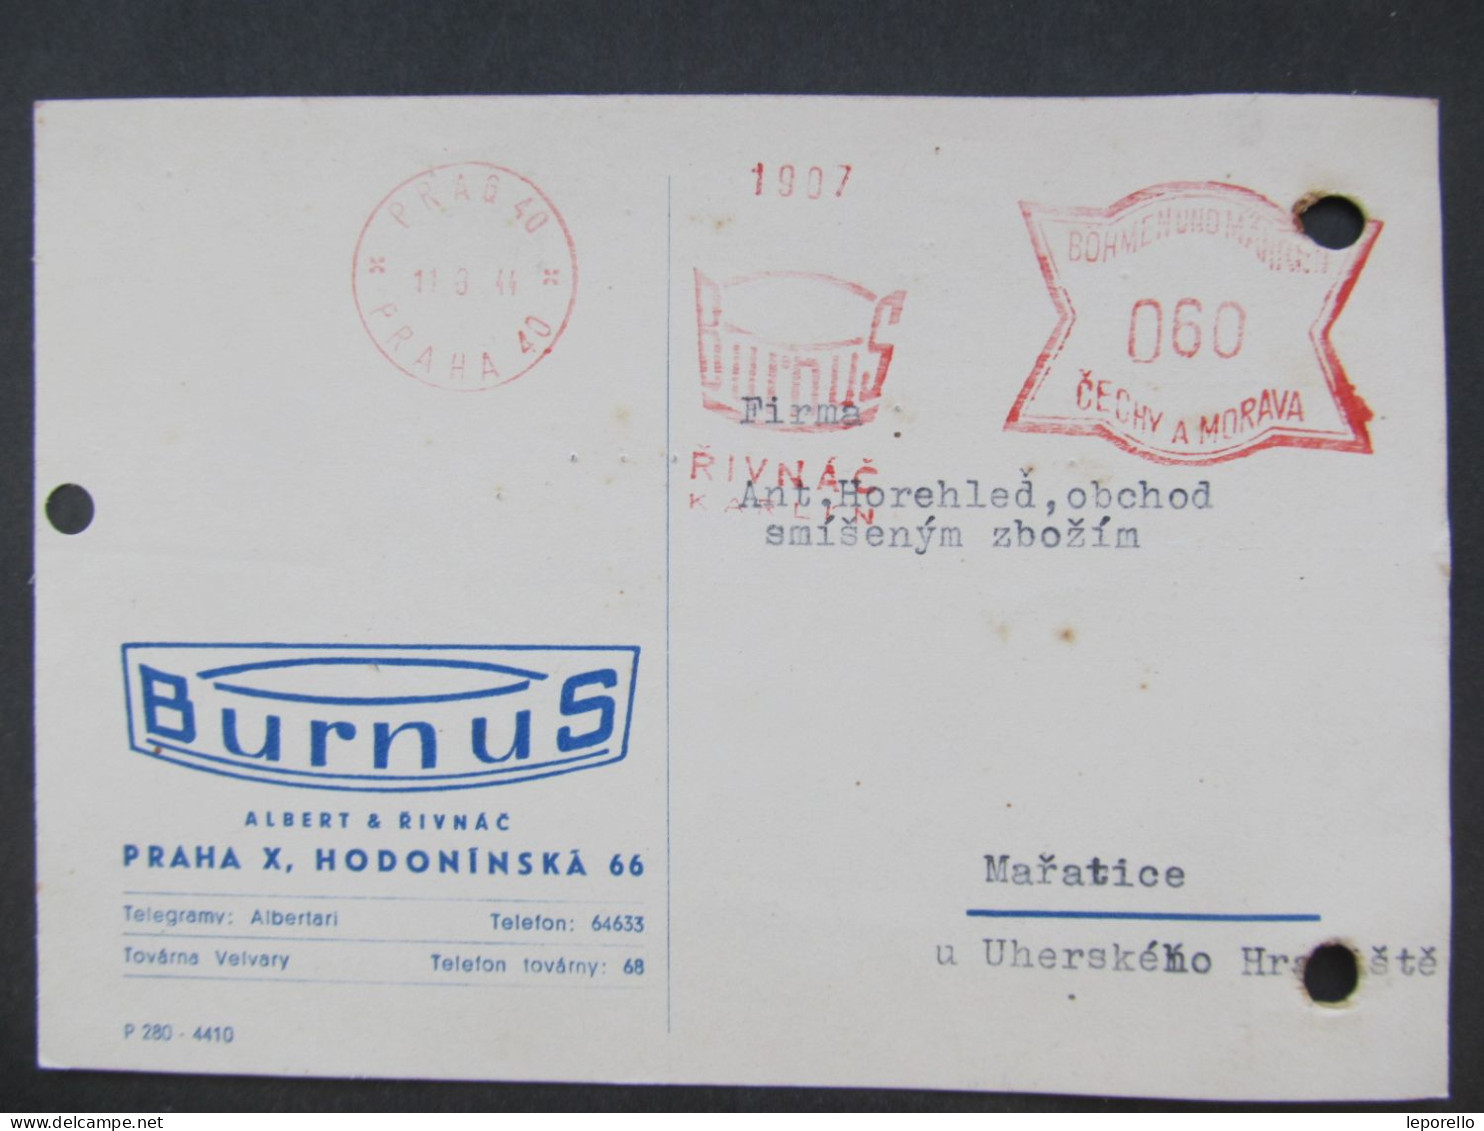 PRAG 40
11 3 44
PRAHA 40
1907
BurnuS
ŘIVNÁČ
KARLÍN
BÖHMEN UND MÄHREN
060
ČECHY A MORAVA
Firma
Ant.Horehleď,obchod
smíšeným zbožím
BurnuS
ALBERT & ŘIVNÁČ
PRAHA X, HODONÍNSKÁ 66
Telegramy: Albertari Telefon: 64633
Továrna Velvary Telefon továrny: 68
P 280 - 4410
Mařatice
u Uherského
delcampe.net
leporello